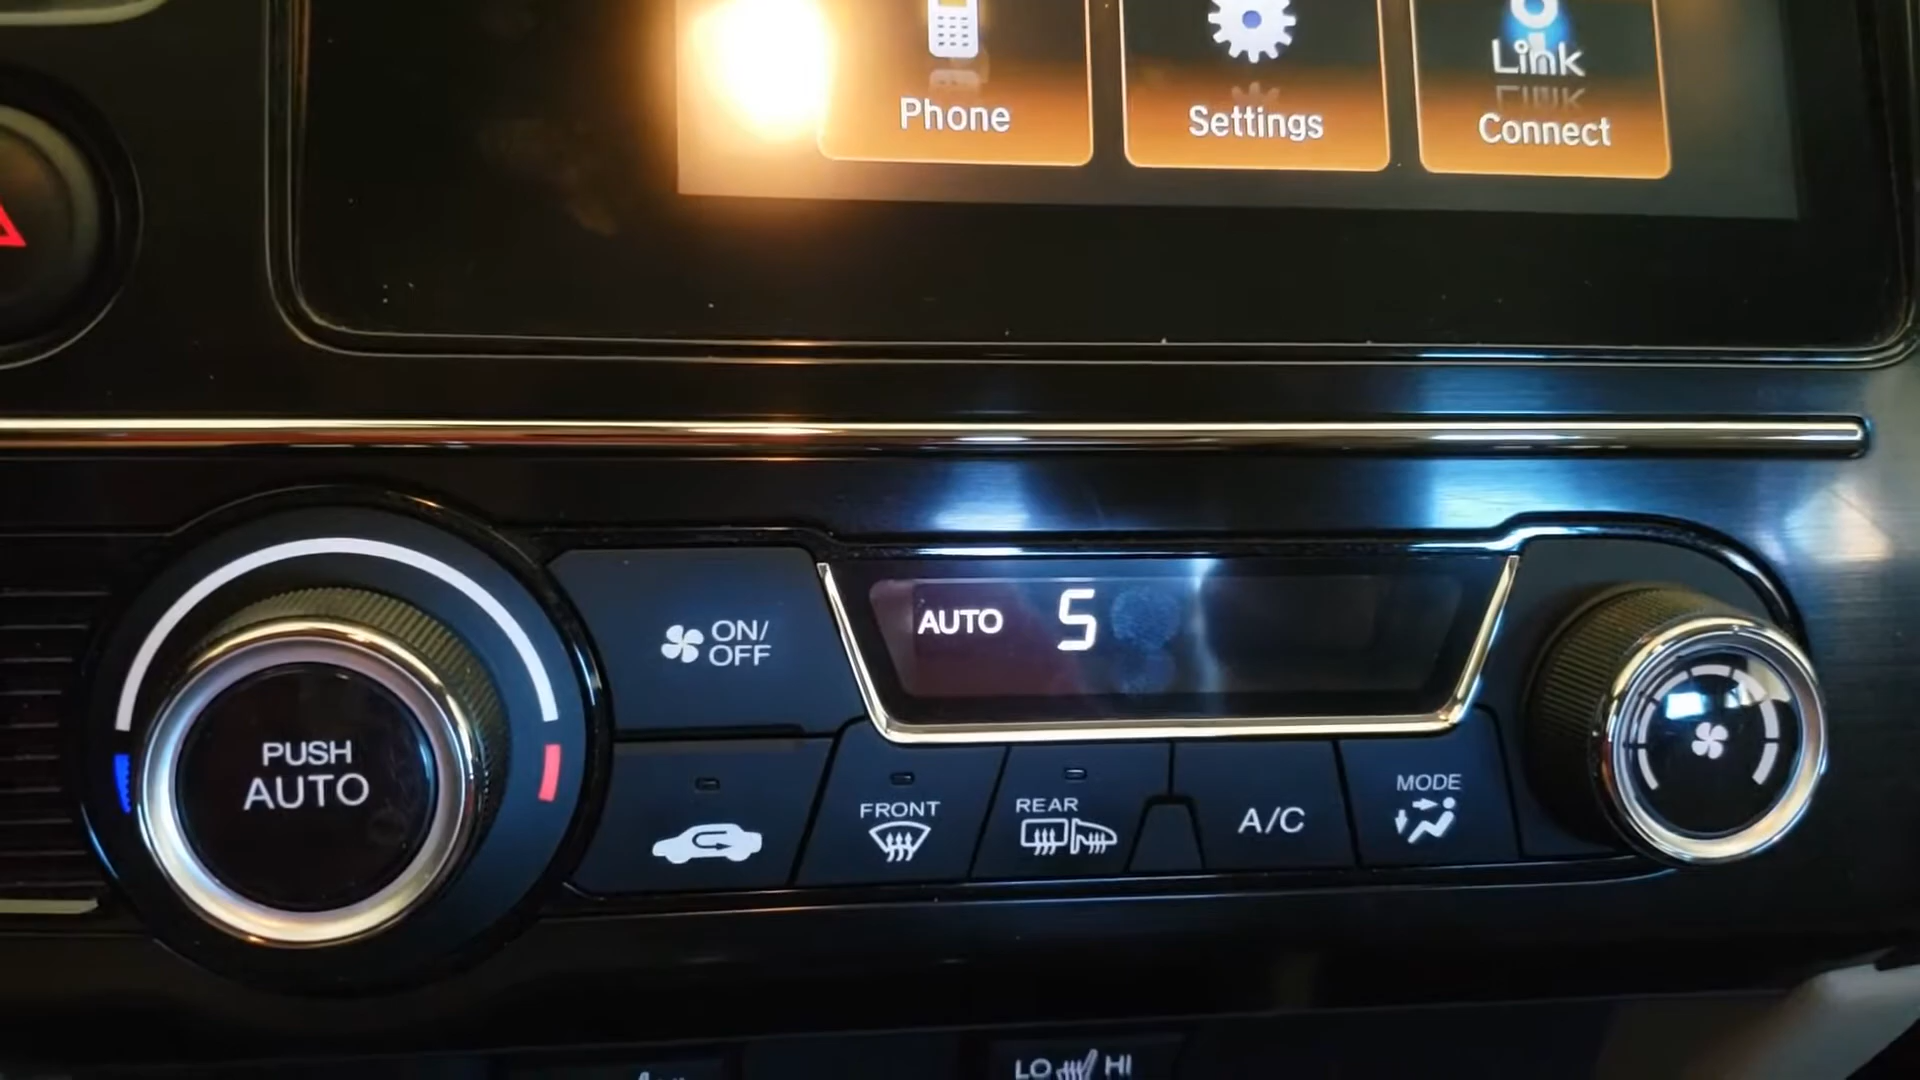 Link
Phone
Settings
Connect
AUTO 5
ON/
OFF
PUSH
AUTO
FRONT
REAR
A/C
MODE
LO HI